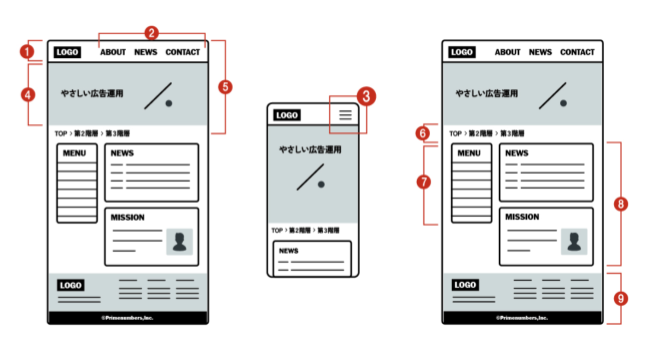 1
LOGO
ABOUT NEWS CONTACT
2
4
やさしい広告運用
5
TOP > 第2階層 > 第3階層
MENU
NEWS
MISSION
LOGO
©Primenumbers,Inc.
3
LOGO
やさしい広告運用
TOP > 第2階層 > 第3階層
NEWS
LOGO
ABOUT NEWS CONTACT
やさしい広告運用
6
TOP > 第2階層 > 第3階層
7
MENU
NEWS
MISSION
8
LOGO
9
©Primenumbers,Inc.